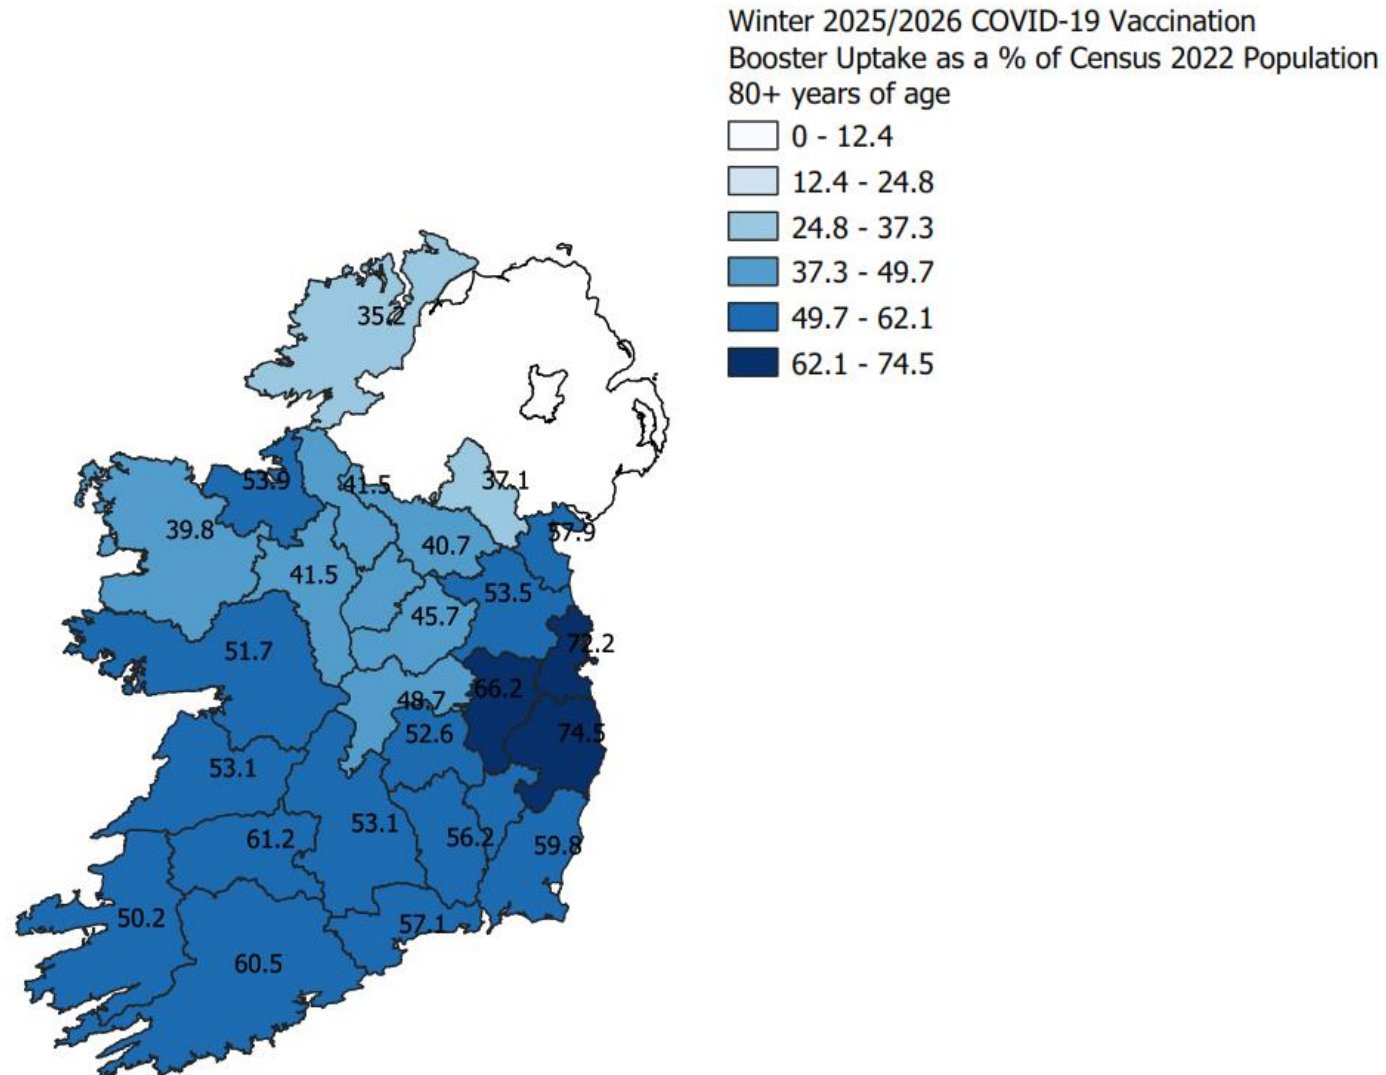 Winter 2025/2026 COVID-19 Vaccination
Booster Uptake as a % of Census 2022 Population
80+ years of age
0 - 12.4
12.4 - 24.8
24.8 - 37.3
37.3 - 49.7
49.7 - 62.1
62.1 - 74.5
35.2
53.9
41.5
37.1
39.8
57.9
40.7
41.5
53.5
45.7
72.2
51.7
66.2
48.7
74.5
52.6
53.1
53.1
61.2
56.2
59.8
50.2
57.1
60.5